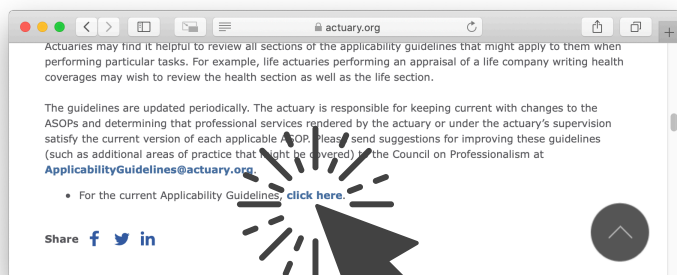 actuary.org
Actuaries may find it helpful to review all sections of the applicability guidelines that might apply to them when
performing particular tasks. For example, life actuaries performing an appraisal of a life company writing health
coverages may wish to review the health section as well as the life section.
The guidelines are updated periodically. The actuary is responsible for keeping current with changes to the
ASOPs and determining that professional services rendered by the actuary or under the actuary's supervision
satisfy the current version of each applicable ASOP. Please send suggestions for improving these guidelines
(such as additional areas of practice that might be covered) to the Council on Professionalism at
ApplicabilityGuidelines@actuary.org.
• For the current Applicability Guidelines, click here.
Share